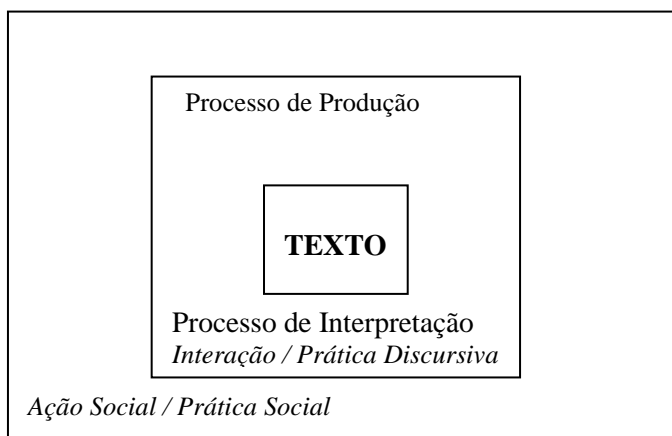 Processo de Produção
TEXTO
Processo de Interpretação
Interação / Prática Discursiva
Ação Social / Prática Social